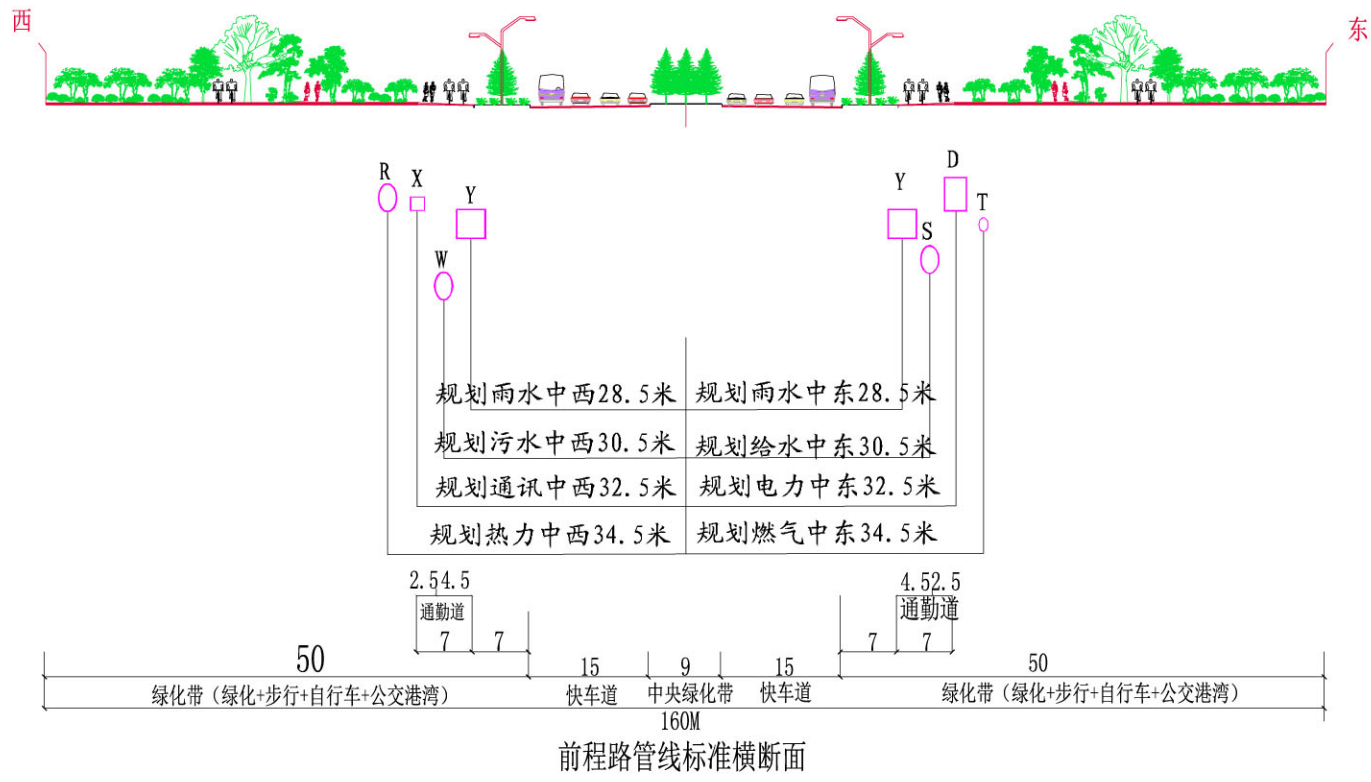 西
东
R
X
Y
W
Y
D
T
S
规划雨水中西28.5米
规划雨水中东28.5米
规划污水中西30.5米
规划给水中东30.5米
规划通讯中西32.5米
规划电力中东32.5米
规划热力中西34.5米
规划燃气中东34.5米
2.54.5
通勤道
7
7
4.52.5
通勤道
7
7
50
15
9
15
50
绿化带（绿化+步行+自行车+公交港湾）
快车道
中央绿化带
快车道
绿化带（绿化+步行+自行车+公交港湾）
160M
前程路管线标准横断面